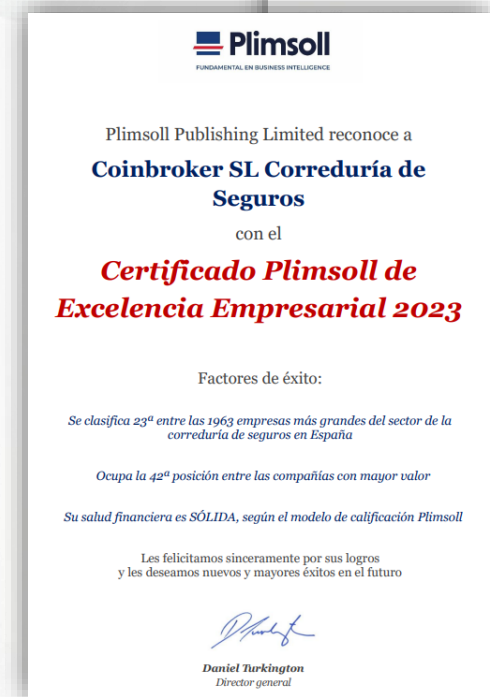 Plimsoll
FUNDAMENTAL EN BUSINESS INTELLIGENCE
Plimsoll Publishing Limited reconoce a
Coinbroker SL Correduría de
Seguros
con el
Certificado Plimsoll de
Excelencia Empresarial 2023
Factores de éxito:
Se clasifica 23ª entre las 1963 empresas más grandes del sector de la
correduría de seguros en España
Ocupa la 42ª posición entre las compañías con mayor valor
Su salud financiera es SÓLIDA, según el modelo de calificación Plimsoll
Les felicitamos sinceramente por sus logros
y les deseamos nuevos y mayores éxitos en el futuro
Daniel Turkington
Director general